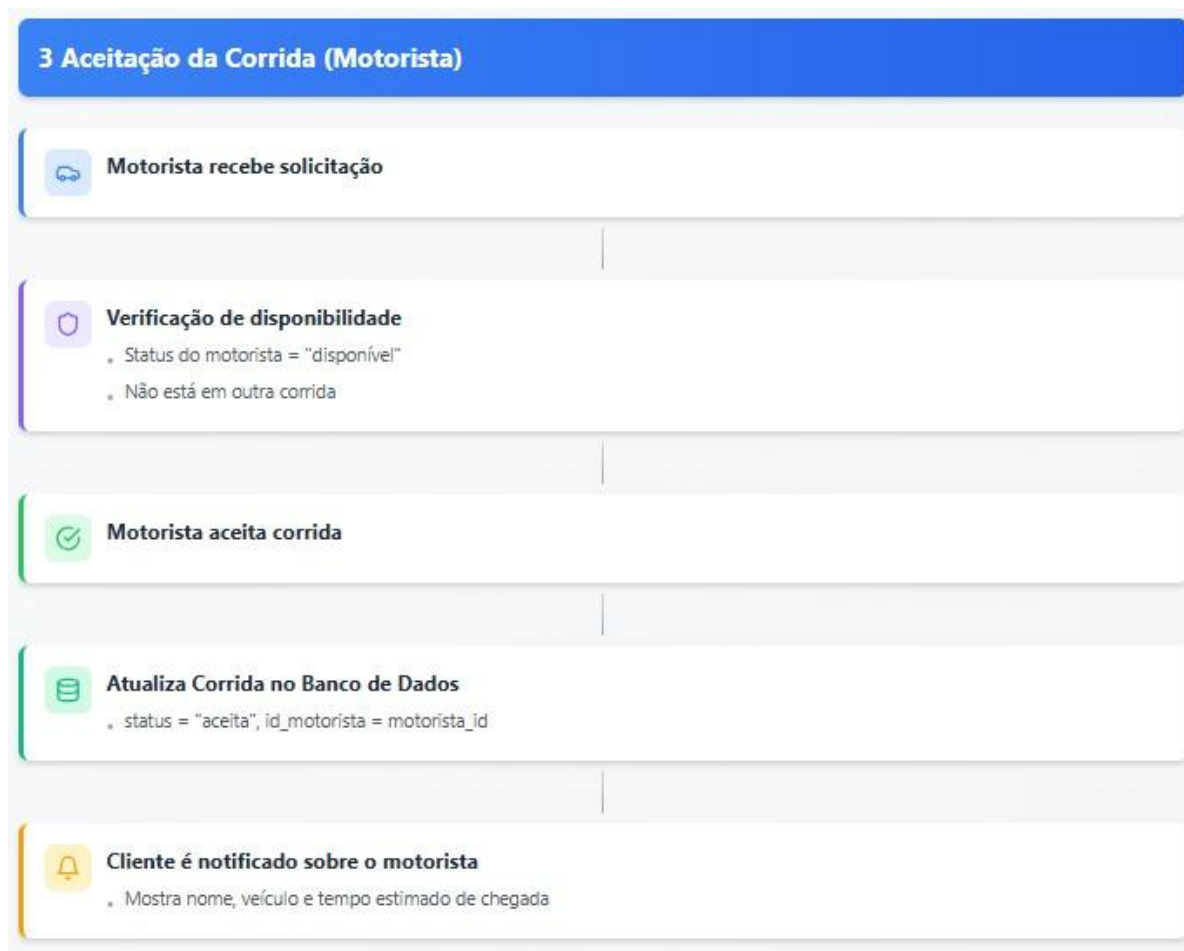 3 Aceitação da Corrida (Motorista)
Motorista recebe solicitação
Verificação de disponibilidade
Status do motorista = "disponível"
Não está em outra corrida
Motorista aceita corrida
Atualiza Corrida no Banco de Dados
status = "aceita", id_motorista = motorista_id
Cliente é notificado sobre o motorista
Mostra nome, veículo e tempo estimado de chegada